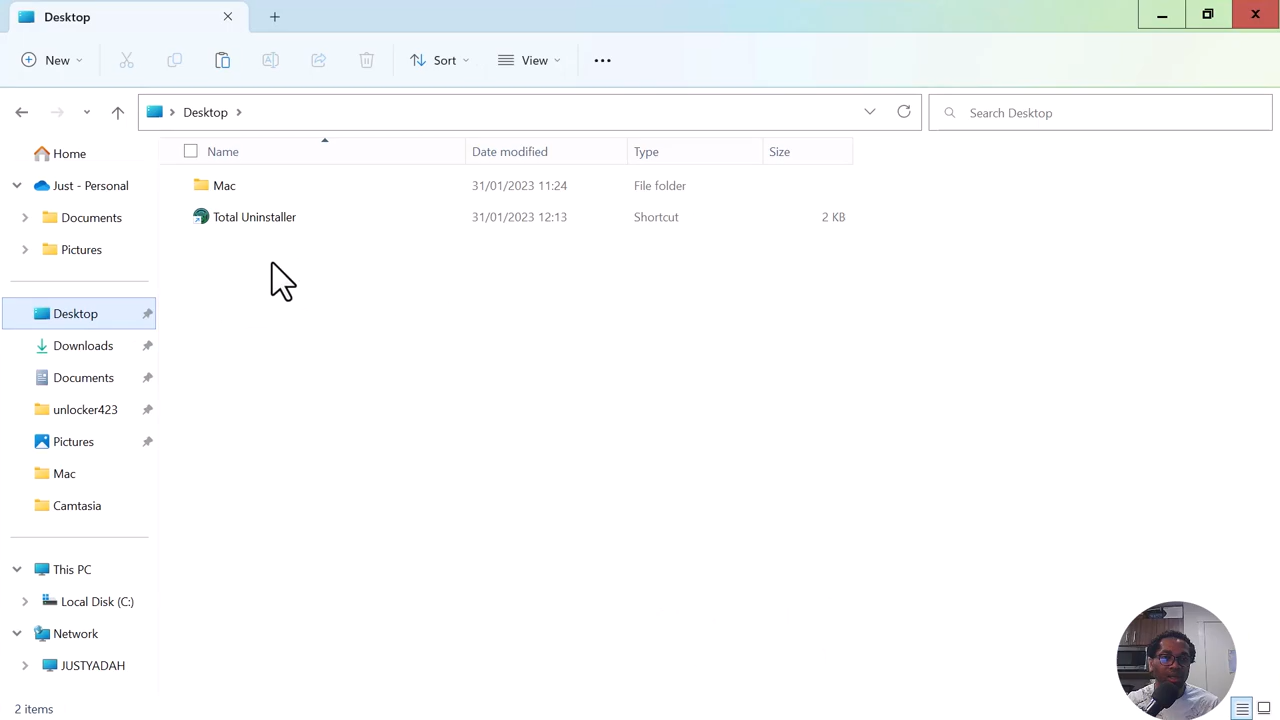 Desktop
New
Sort
View
Desktop
Search Desktop
Home
Just - Personal
Documents
Pictures
Desktop
Downloads
Documents
unlocker423
Pictures
Mac
Camtasia
This PC
Local Disk (C:)
Network
JUSTYADAH
Name Date modified Type Size
Mac 31/01/2023 11:24 File folder
Total Uninstaller 31/01/2023 12:13 Shortcut 2 KB
2 items